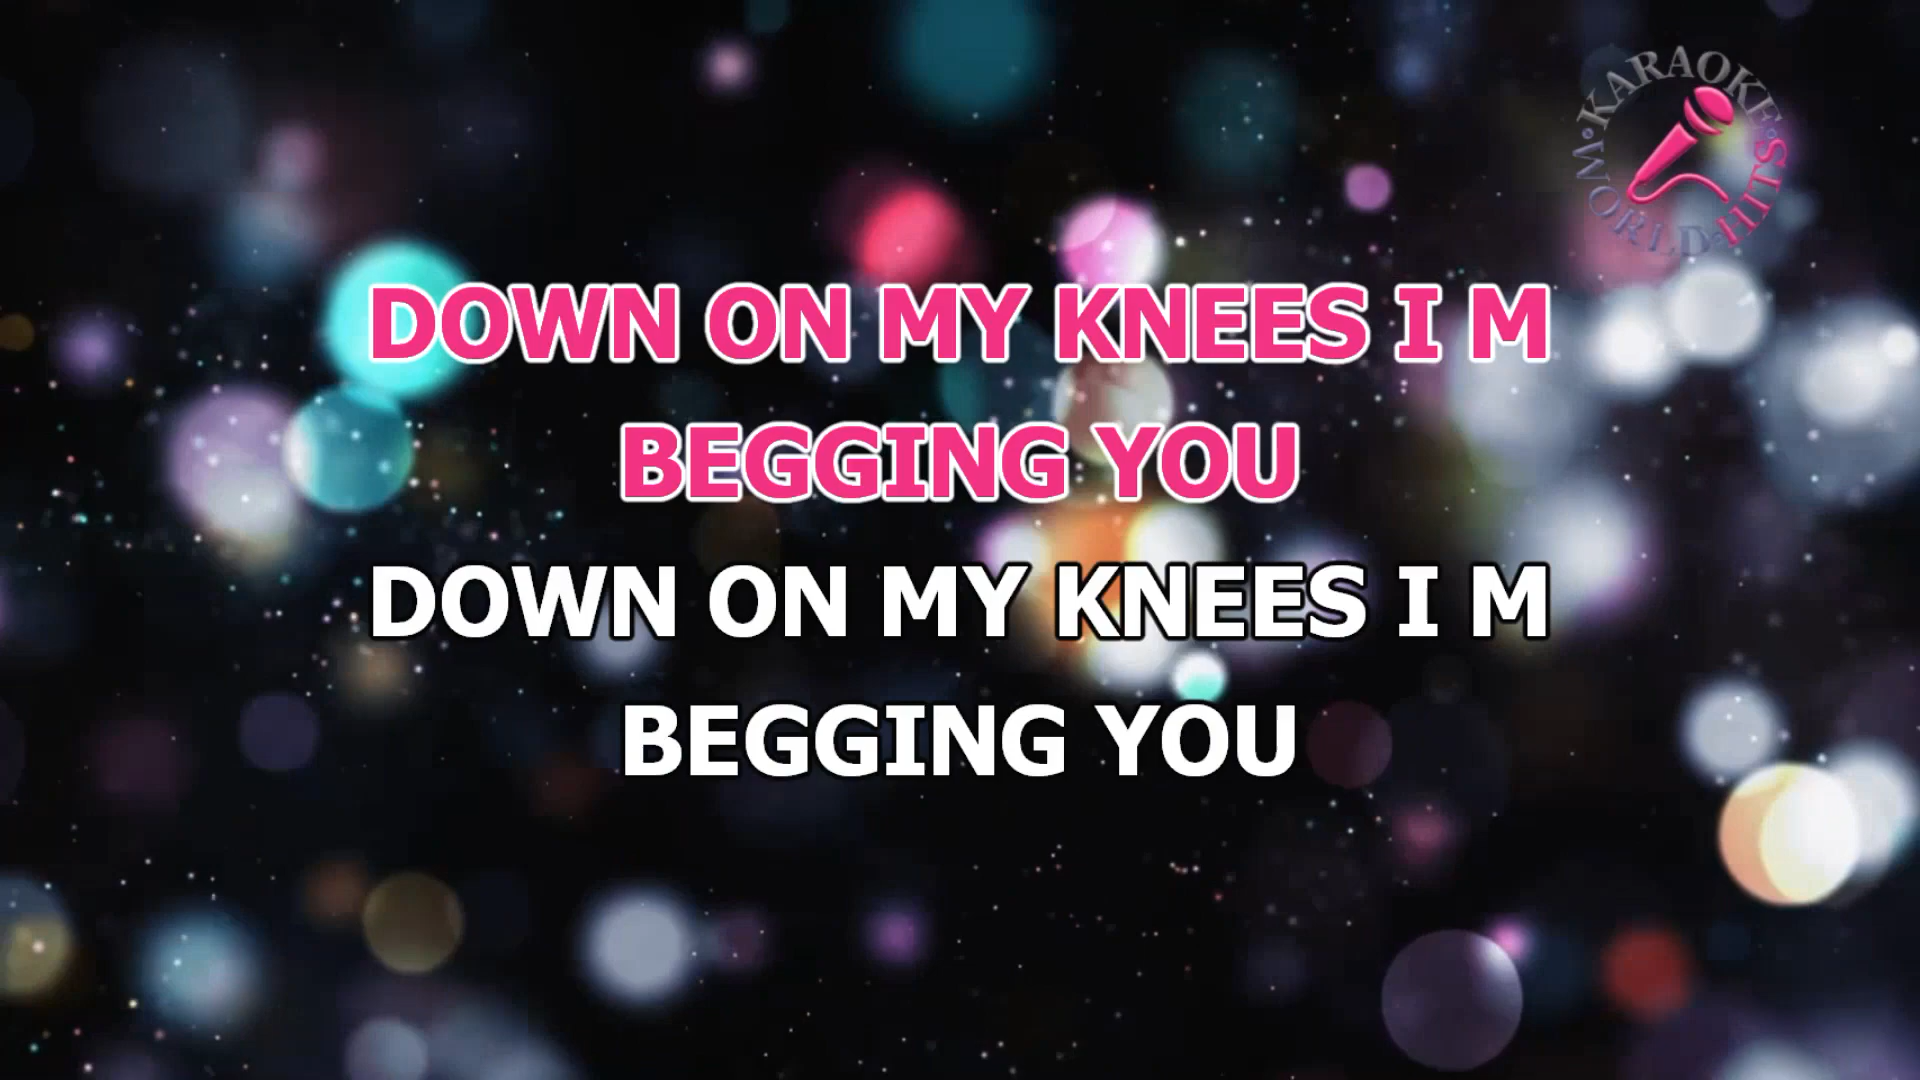 KARAOKE
WORLD HITS
DOWN ON MY KNEES I M
BEGGING YOU
DOWN ON MY KNEES I M
BEGGING YOU